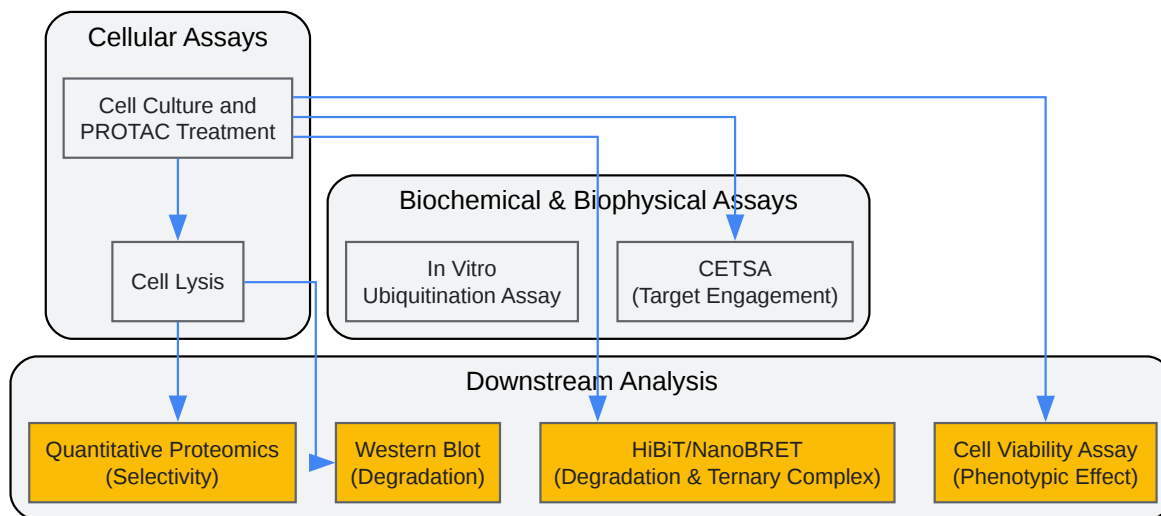 Cellular Assays
Cell Culture and
PROTAC Treatment
Cell Lysis
Biochemical & Biophysical Assays
In Vitro
Ubiquitination Assay
CETSA
(Target Engagement)
Downstream Analysis
Quantitative Proteomics
(Selectivity)
Western Blot
(Degradation)
HiBiT/NanoBRET
(Degradation & Ternary Complex)
Cell Viability Assay
(Phenotypic Effect)